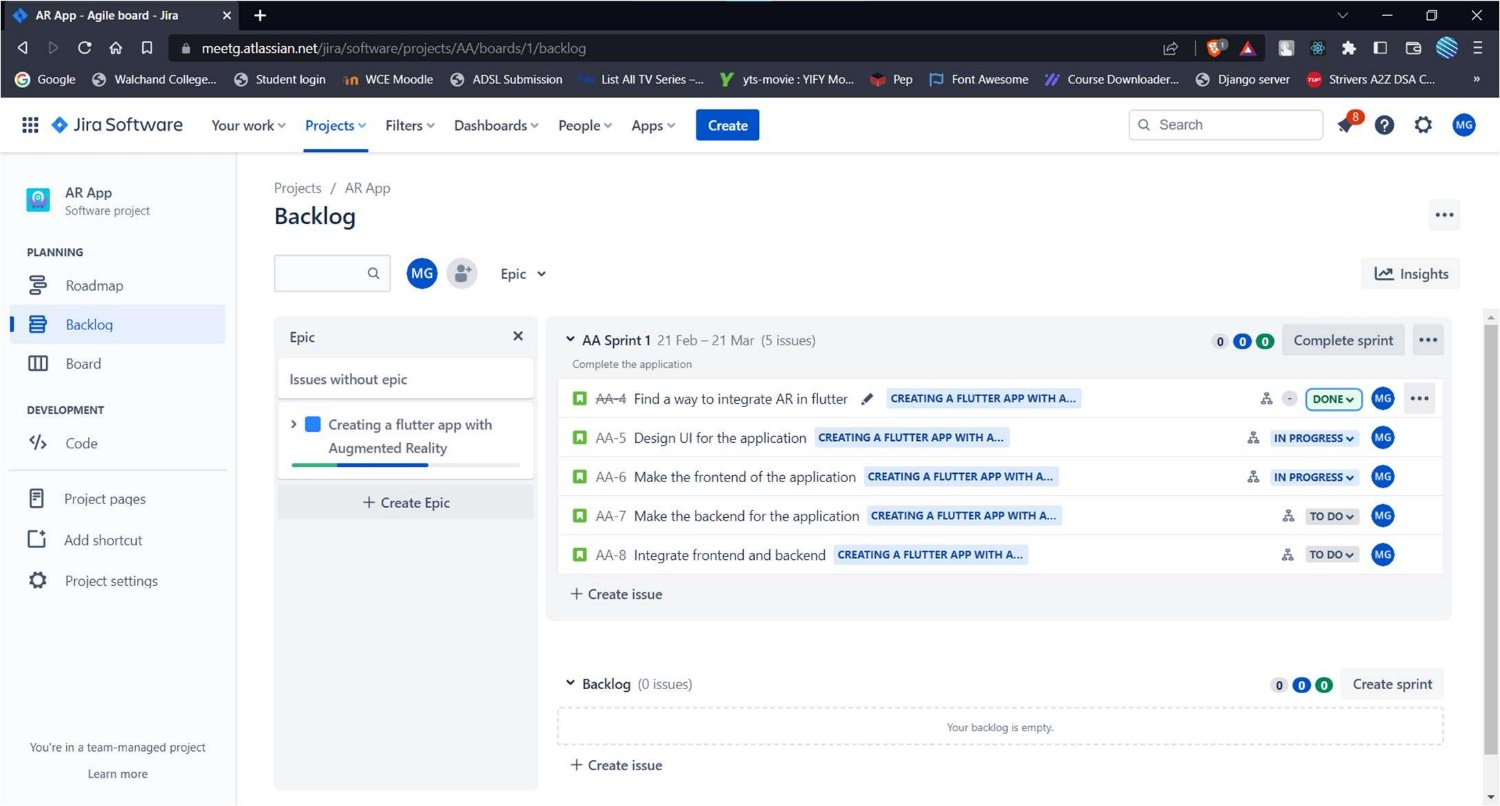 AR App - Agile board - Jira
meetg.atlassian.net/jira/software/projects/AA/boards/1/backlog
1
Google Walchand College... Student login WCE Moodle ADSL Submission List All TV Series –... yts-movie : YIFY Mo... Pep Font Awesome Course Downloader... Django server TUF Strivers A2Z DSA C... »
Jira Software Your work Projects Filters Dashboards People Apps Create Search 8 MG
AR App
Software project
PLANNING
Roadmap
Backlog
Board
DEVELOPMENT
Code
Project pages
Add shortcut
Project settings
You're in a team-managed project
Learn more
Projects / AR App
Backlog
MG Epic Insights
Epic
Issues without epic
Creating a flutter app with
Augmented Reality
+ Create Epic
AA Sprint 1 21 Feb – 21 Mar (5 issues) 0 0 0 Complete sprint
Complete the application
AA-4 Find a way to integrate AR in flutter CREATING A FLUTTER APP WITH A... - DONE MG
AA-5 Design UI for the application CREATING A FLUTTER APP WITH A... IN PROGRESS MG
AA-6 Make the frontend of the application CREATING A FLUTTER APP WITH A... IN PROGRESS MG
AA-7 Make the backend for the application CREATING A FLUTTER APP WITH A... TO DO MG
AA-8 Integrate frontend and backend CREATING A FLUTTER APP WITH A... TO DO MG
+ Create issue
Backlog (0 issues) 0 0 0 Create sprint
Your backlog is empty.
+ Create issue